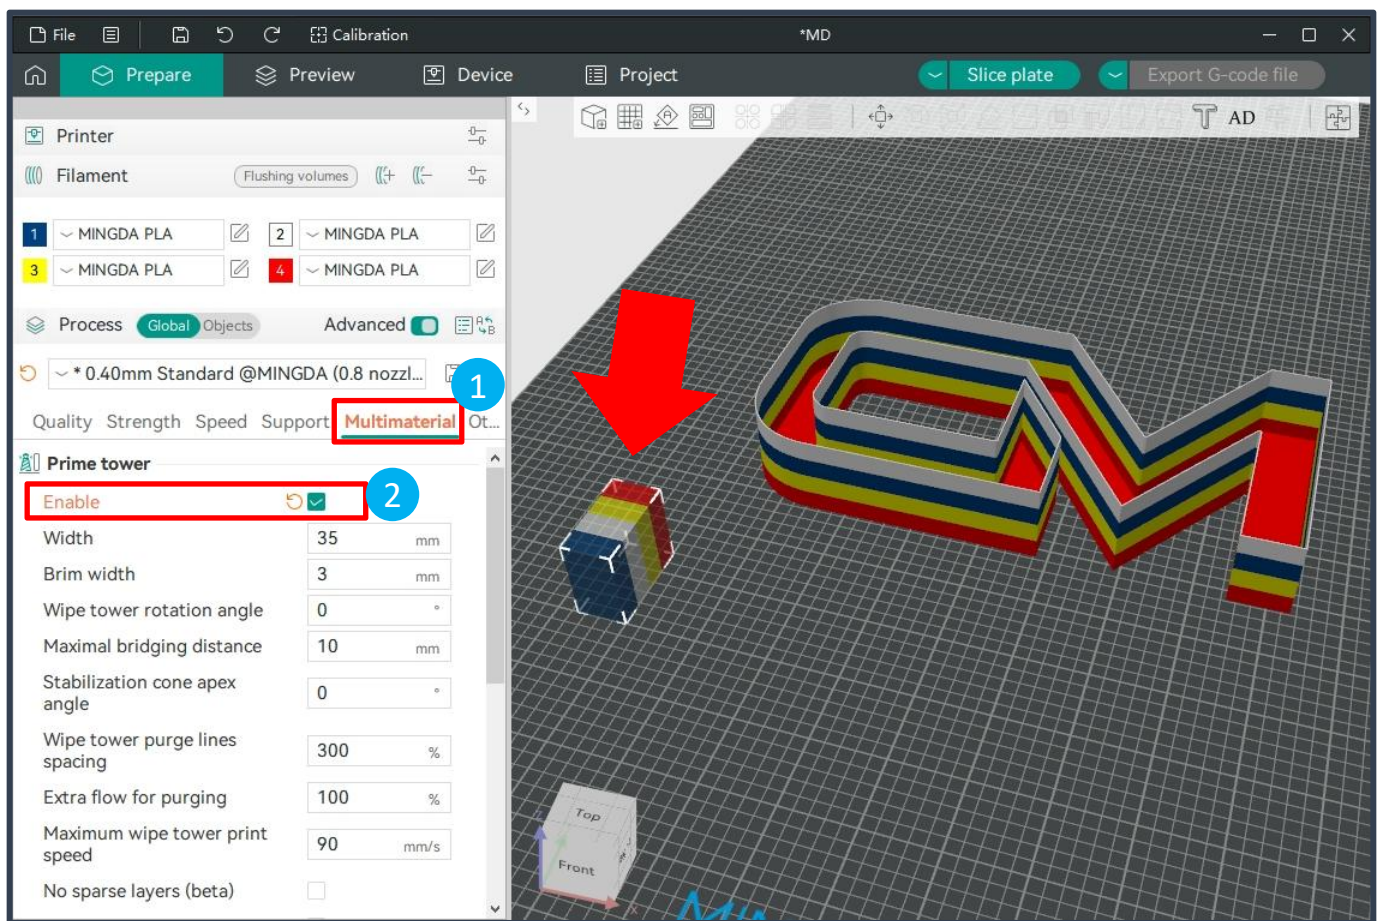 File
Calibration
*MD
Prepare
Preview
Device
Project
Slice plate
Export G-code file
Printer
Filament
Flushing volumes
1 MINGDA PLA
2 MINGDA PLA
3 MINGDA PLA
4 MINGDA PLA
Process Global Objects Advanced
* 0.40mm Standard @MINGDA (0.8 nozzl...
1
Quality Strength Speed Support Multimaterial Ot...
Prime tower
Enable
2
Width 35 mm
Brim width 3 mm
Wipe tower rotation angle 0 °
Maximal bridging distance 10 mm
Stabilization cone apex
angle 0 °
Wipe tower purge lines
spacing 300 %
Extra flow for purging 100 %
Maximum wipe tower print
speed 90 mm/s
No sparse layers (beta)
AD
Top
Front